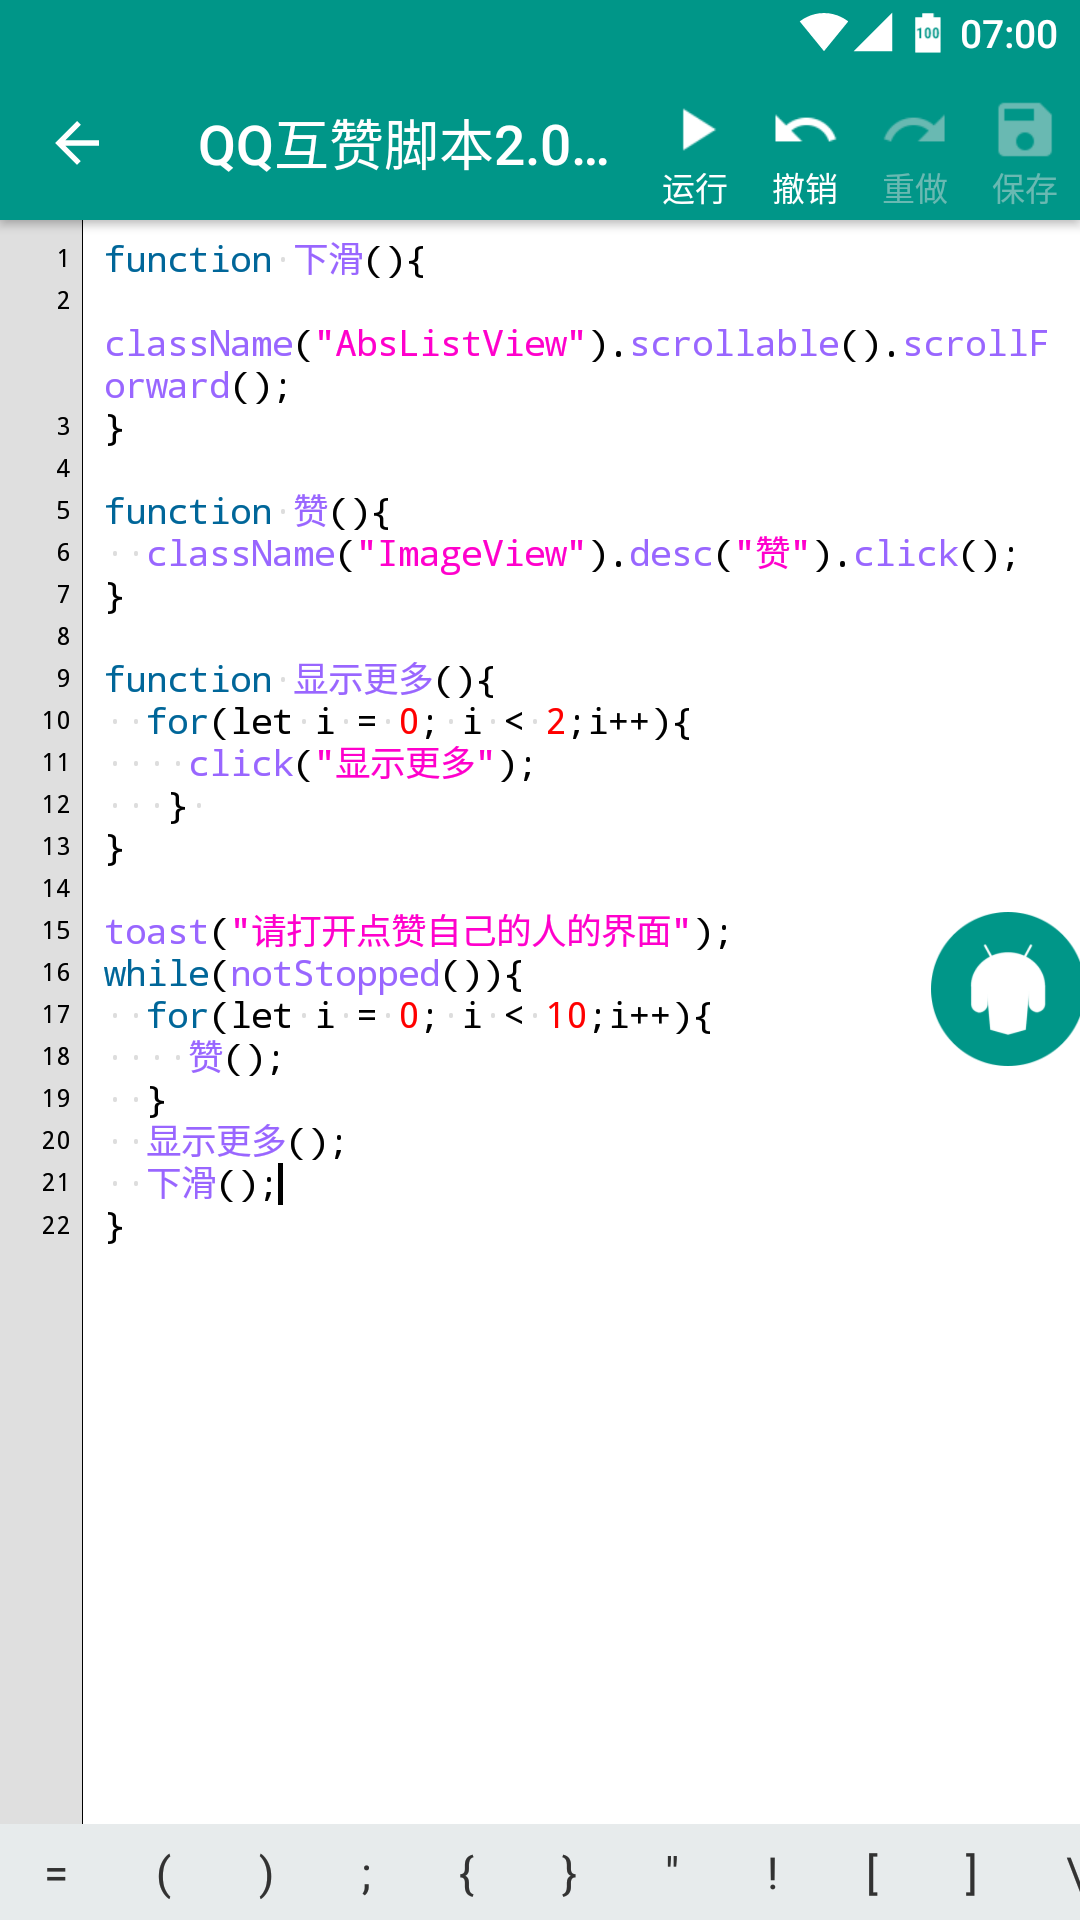 07:00
QQ互赞脚本2.0...
运行 撤销 重做 保存
1 function 下滑(){
2
className("AbsListView").scrollable().scrollF
orward();
3 }
4
5 function 赞(){
6   className("ImageView").desc("赞").click();
7 }
8
9 function 显示更多(){
10   for(let i = 0; i < 2;i++){
11     click("显示更多");
12    }
13 }
14
15 toast("请打开点赞自己的人的界面");
16 while(notStopped()){
17   for(let i = 0; i < 10;i++){
18     赞();
19   }
20   显示更多();
21   下滑();
22 }
= ( ) ; { } " ! [ ] \